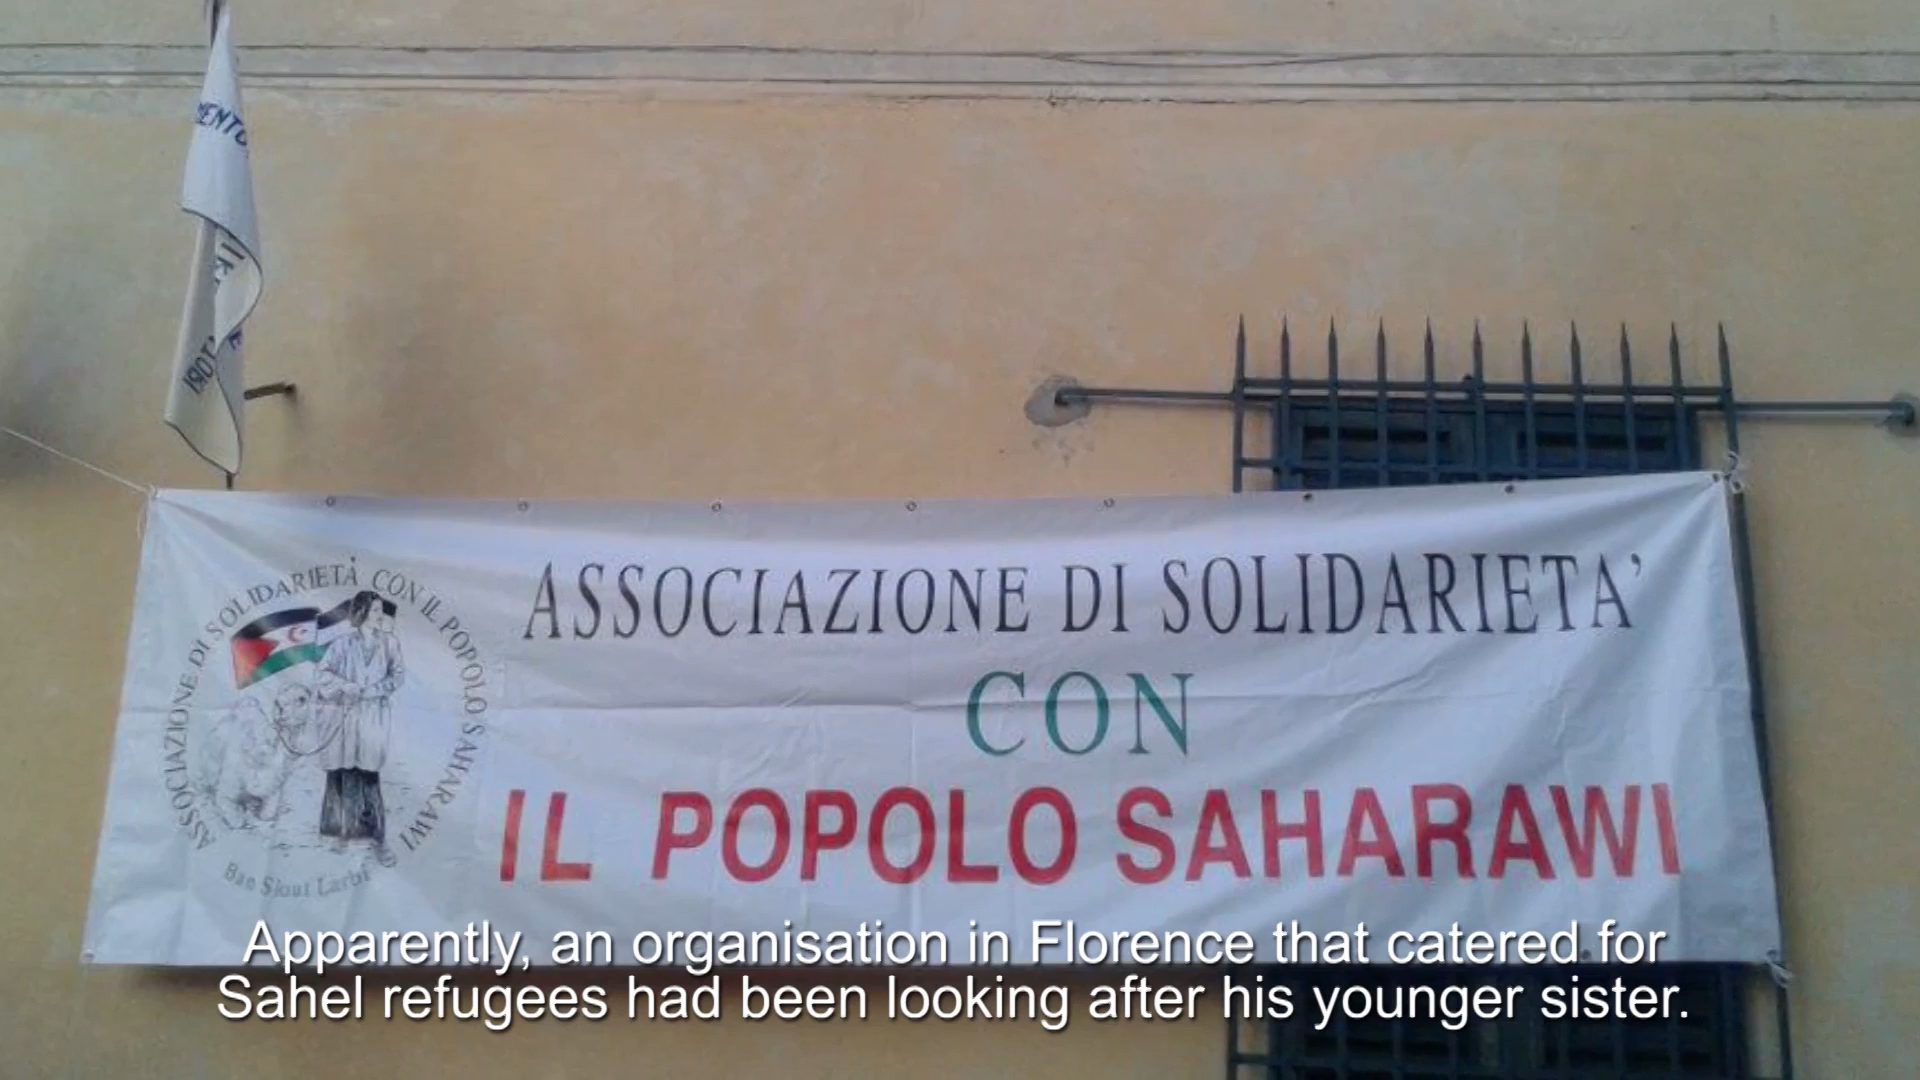 ENTO
ASSOCIAZIONE DI SOLIDARIETÀ CON IL POPOLO SAHARAWI
ASSOCIAZIONE DI SOLIDARIETA’
CON
IL POPOLO SAHARAWI
Apparently, an organisation in Florence that catered for
Sahel refugees had been looking after his younger sister.